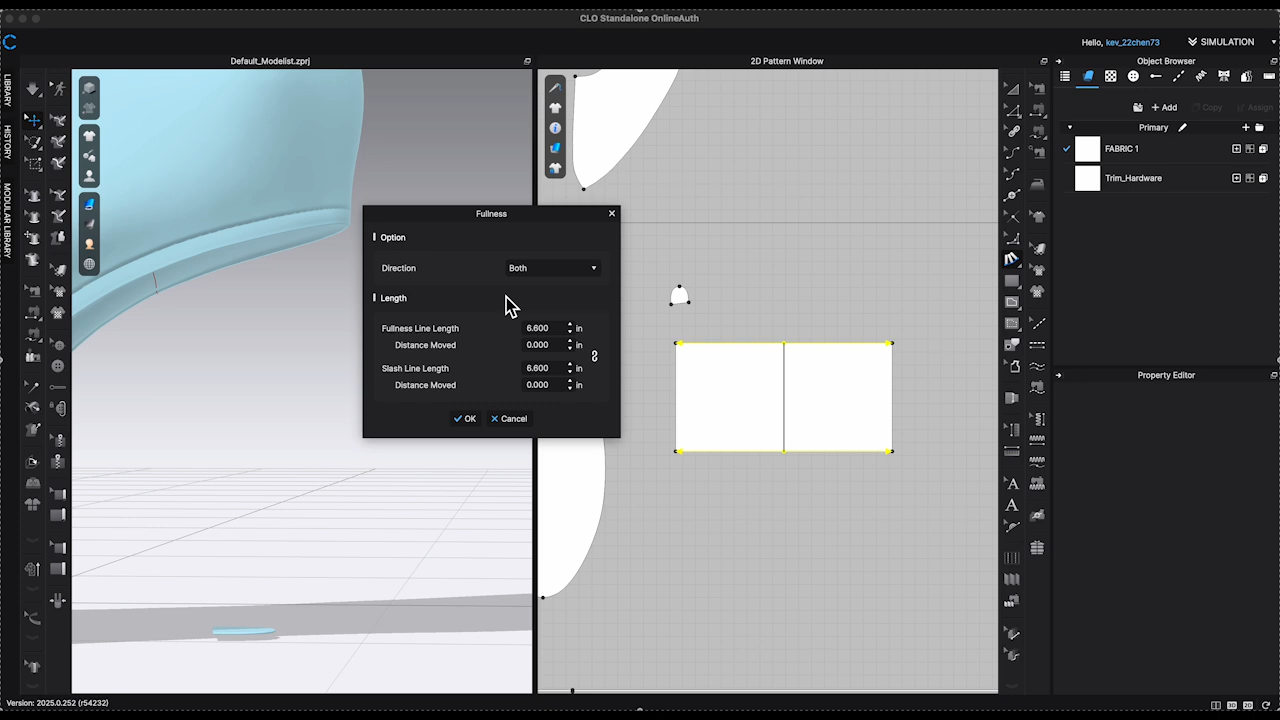 CLO Standalone OnlineAuth
Hello, kev_22chen73
SIMULATION
Default_Modelist.zprj
2D Pattern Window
Object Browser
LIBRARY
HISTORY
MODULAR LIBRARY
+ Add
Copy
Assign
Primary
FABRIC 1
Trim_Hardware
Fullness
Option
Direction
Both
Length
Fullness Line Length 6.600 in
Distance Moved 0.000 in
Slash Line Length 6.600 in
Distance Moved 0.000 in
OK
Cancel
Property Editor
A
A
Version: 2025.0.252 (r54232)
3D
2D